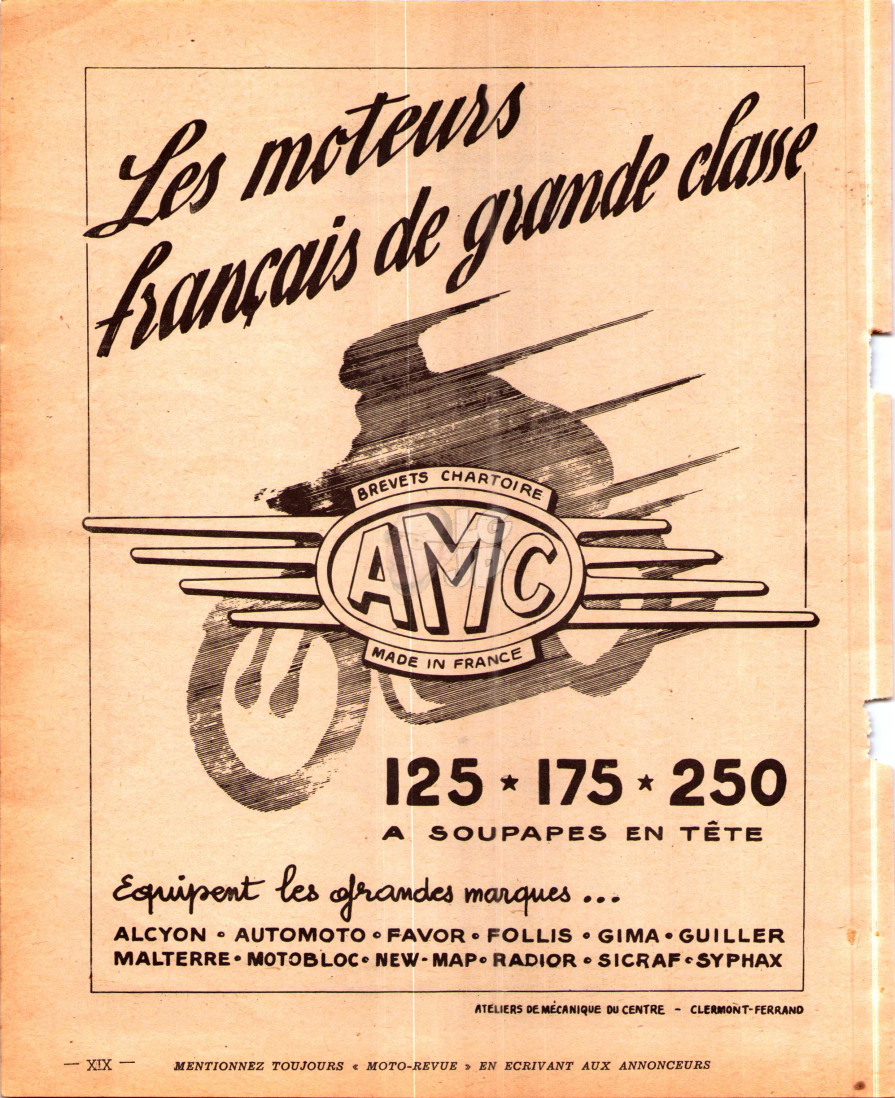 Les moteurs
français de grande classe
BREVETS CHARTOIRE
AMC
MADE IN FRANCE
125 ★ 175 ★ 250
A SOUPAPES EN TÊTE
Equipent les grandes marques ...
ALCYON • AUTOMOTO • FAVOR • FOLLIS • GIMA • GUILLER
MALTERRE • MOTOBLOC • NEW-MAP • RADIOR • SICRAF • SYPHAX
ATELIERS DE MÉCANIQUE DU CENTRE - CLERMONT-FERRAND
— XIX — MENTIONNEZ TOUJOURS « MOTO-REVUE » EN ECRIVANT AUX ANNONCEURS